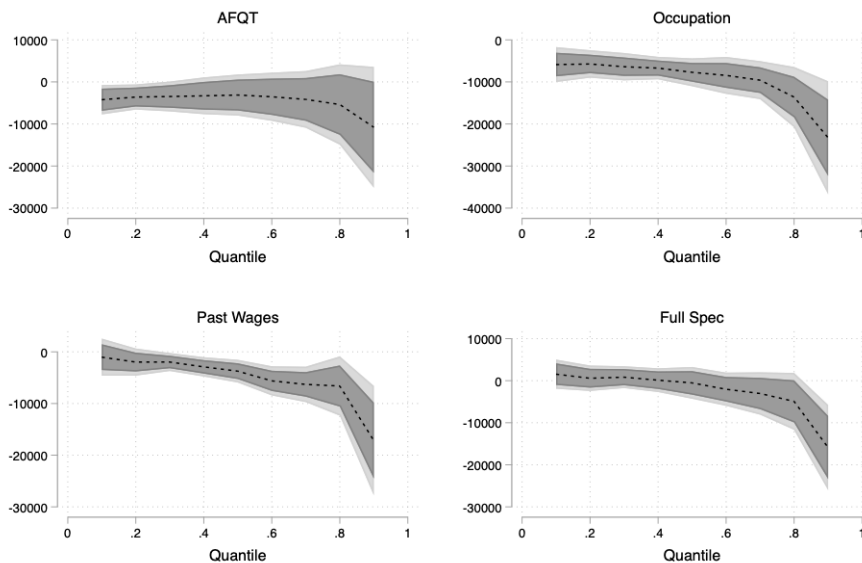 AFQT
10000
0
-10000
-20000
-30000
0 .2 .4 .6 .8 1
Quantile
Occupation
0
-10000
-20000
-30000
-40000
0 .2 .4 .6 .8 1
Quantile
Past Wages
0
-10000
-20000
-30000
0 .2 .4 .6 .8 1
Quantile
Full Spec
10000
0
-10000
-20000
-30000
0 .2 .4 .6 .8 1
Quantile